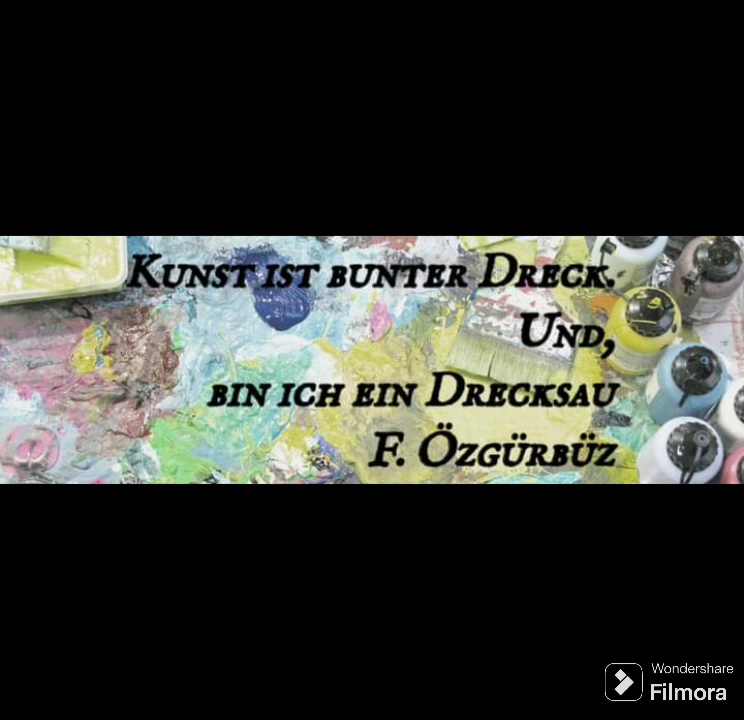 Kunst ist bunter Dreck.
Und,
bin ich ein Drecksau
F. Özgürbüz
Wondershare
Filmora